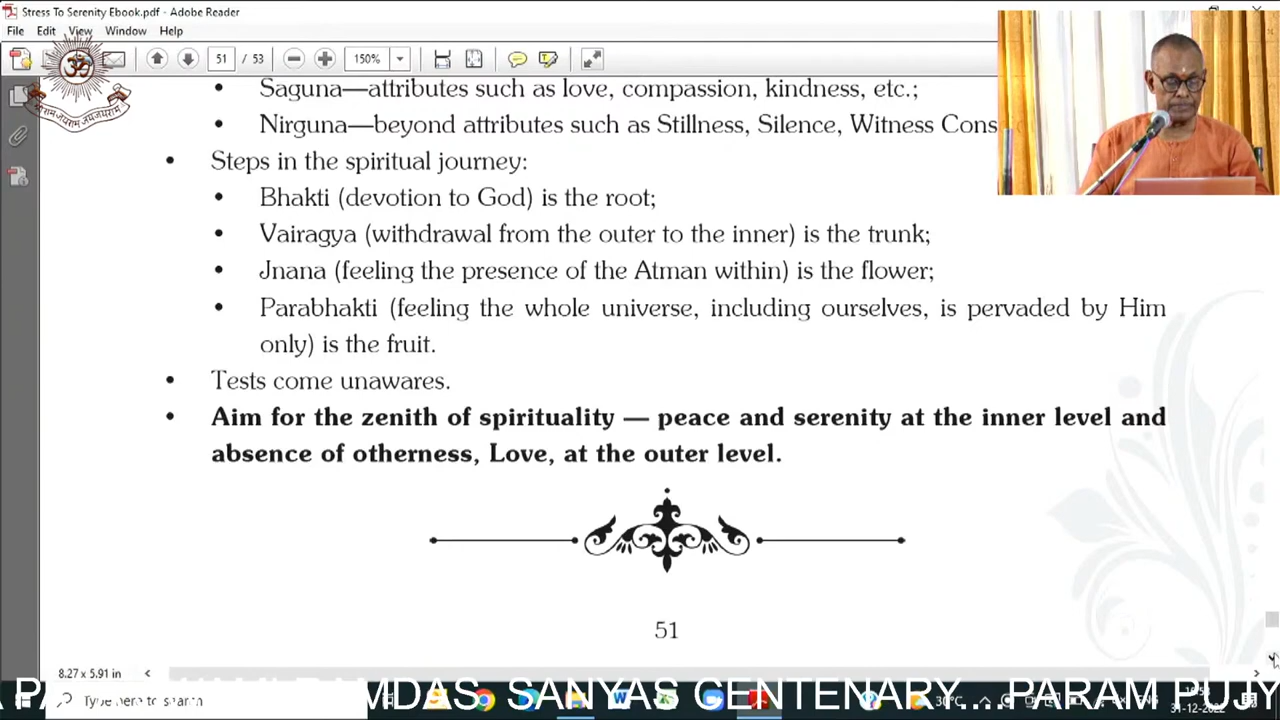 Stress To Serenity Ebook.pdf - Adobe Reader
File Edit View Window Help
51 / 53 150%
• Saguna—attributes such as love, compassion, kindness, etc.;
• Nirguna—beyond attributes such as Stillness, Silence, Witness Cons
• Steps in the spiritual journey:
• Bhakti (devotion to God) is the root;
• Vairagya (withdrawal from the outer to the inner) is the trunk;
• Jnana (feeling the presence of the Atman within) is the flower;
• Parabhakti (feeling the whole universe, including ourselves, is pervaded by Him
only) is the fruit.
• Tests come unawares.
• Aim for the zenith of spirituality — peace and serenity at the inner level and
absence of otherness, Love, at the outer level.
51
8.27 x 5.91 in
RAMDAS SANYAS CENTENARY.....PARAM PUJY
Type here to search
30°C
ENG
31-12-2022